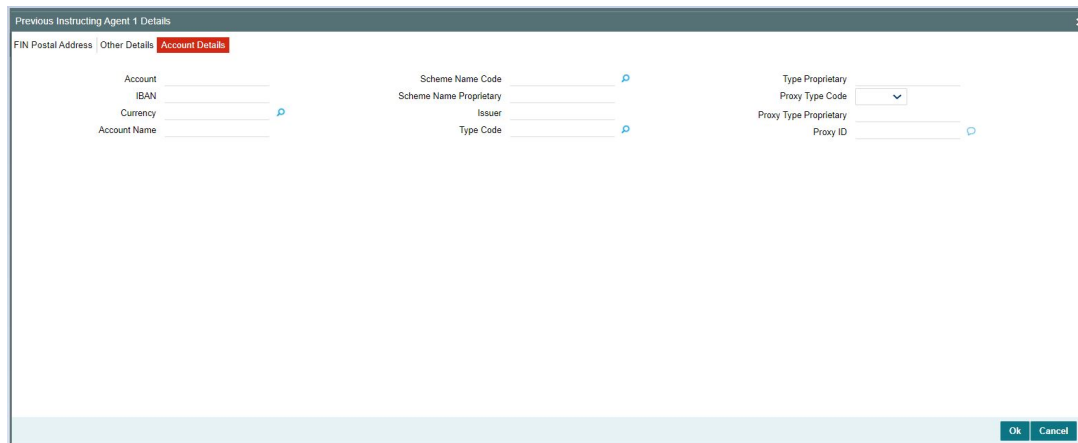 Previous Instructing Agent 1 Details
FIN Postal Address Other Details Account Details
Account
IBAN
Currency
Account Name
Scheme Name Code
Scheme Name Proprietary
Issuer
Type Code
Type Proprietary
Proxy Type Code
Proxy Type Proprietary
Proxy ID
Ok Cancel